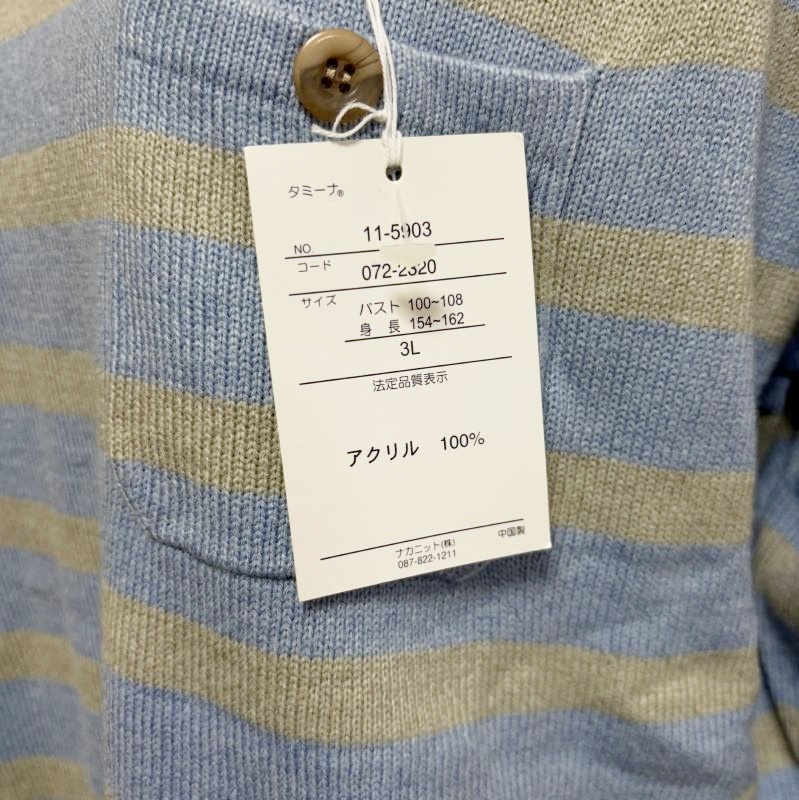 タミーナ®
NO. 11-5903
コード 072-2320
サイズ バスト 100~108
身 長 154~162
3L
法定品質表示
アクリル 100%
ナカニット(株) 中国製
087-822-1211